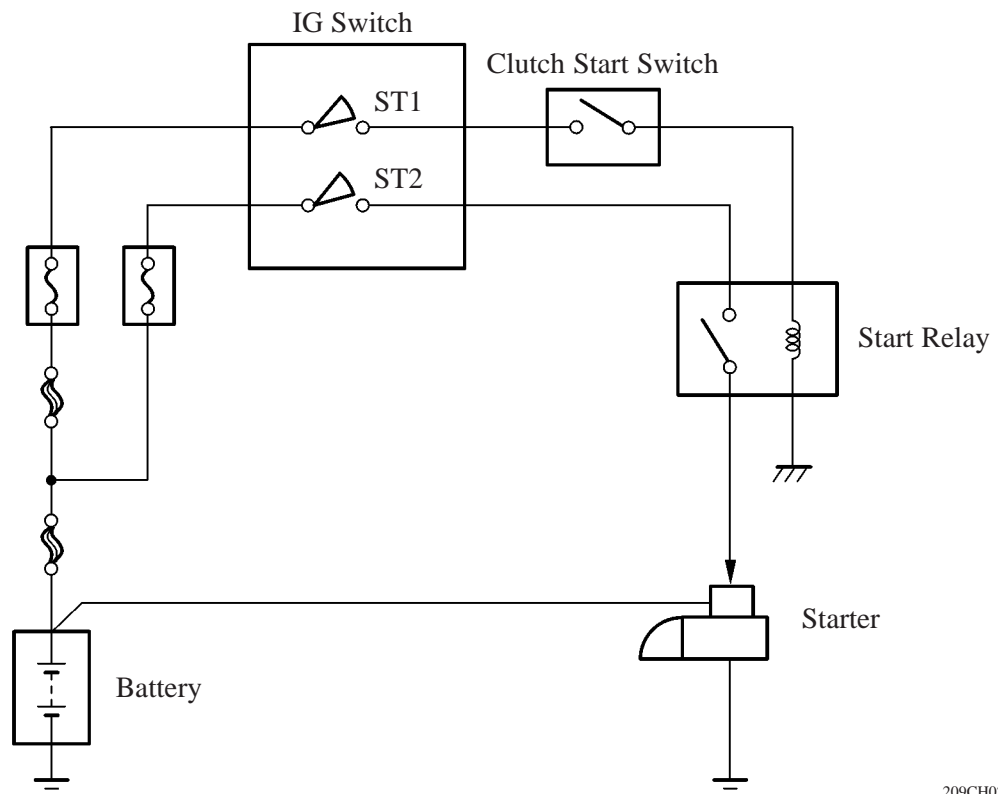 IG Switch
Clutch Start Switch
ST1
ST2
Start Relay
Starter
Battery